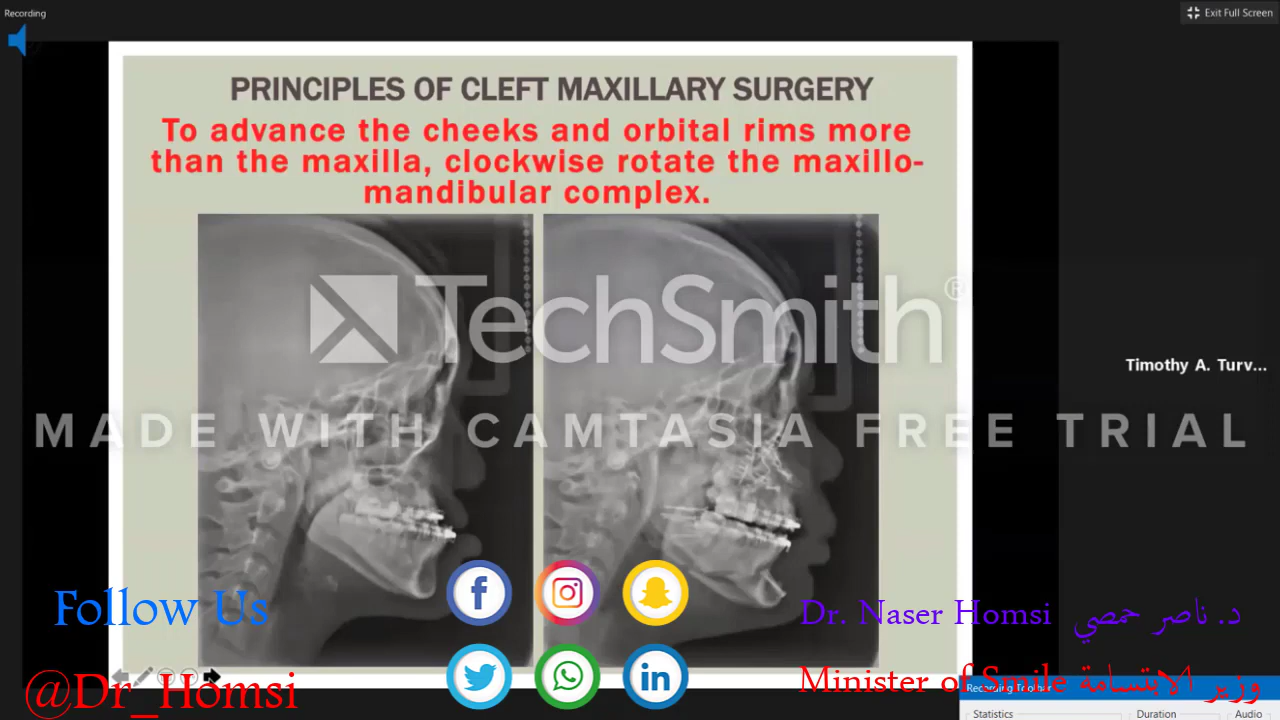 Recording
Exit Full Screen
PRINCIPLES OF CLEFT MAXILLARY SURGERY
To advance the cheeks and orbital rims more
than the maxilla, clockwise rotate the maxillo-
mandibular complex.
TechSmith®
Timothy A. Turv...
MADE WITH CAMTASIA FREE TRIAL
Follow Us
Dr. Naser Homsi د. ناصر حمصي
@Dr_Homsi
Minister of Smile وزير الابتسامة
Recording Toolbar
Statistics Duration Audio